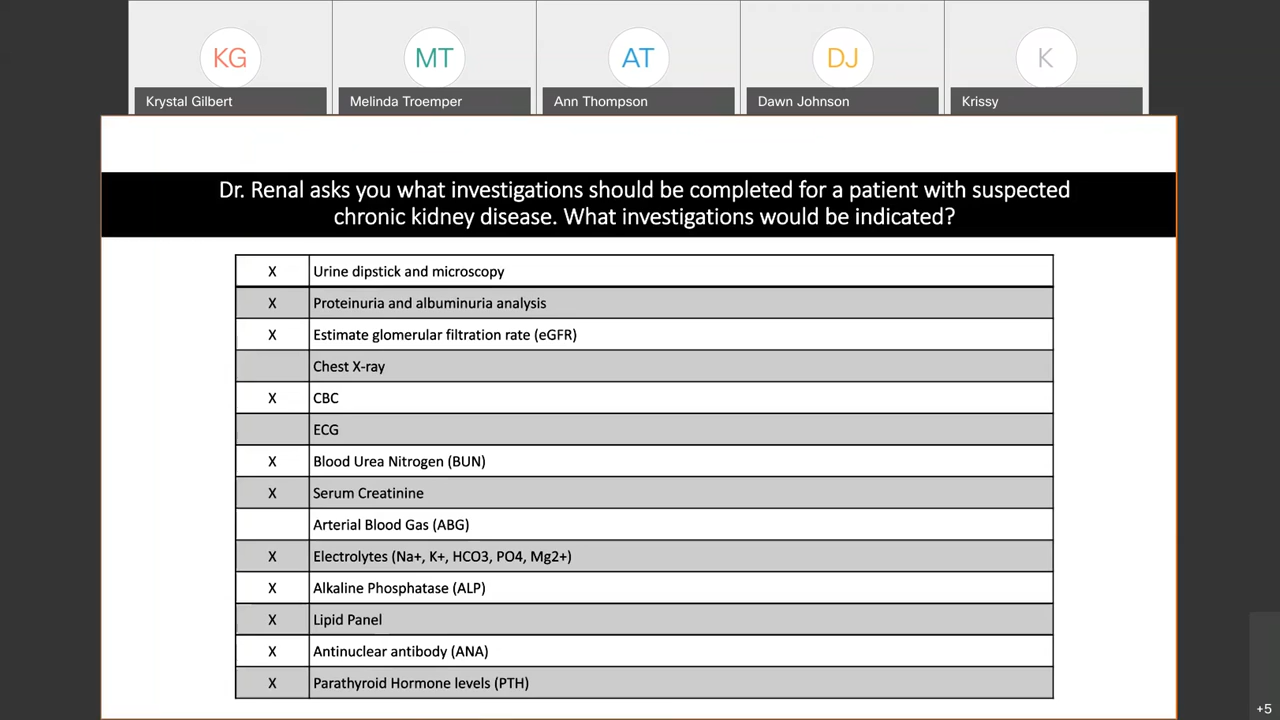 KG
MT
AT
DJ
K
Krystal Gilbert
Melinda Troemper
Ann Thompson
Dawn Johnson
Krissy
Dr. Renal asks you what investigations should be completed for a patient with suspected
chronic kidney disease. What investigations would be indicated?
X Urine dipstick and microscopy
X Proteinuria and albuminuria analysis
X Estimate glomerular filtration rate (eGFR)
Chest X-ray
X CBC
ECG
X Blood Urea Nitrogen (BUN)
X Serum Creatinine
Arterial Blood Gas (ABG)
X Electrolytes (Na+, K+, HCO3, PO4, Mg2+)
X Alkaline Phosphatase (ALP)
X Lipid Panel
X Antinuclear antibody (ANA)
X Parathyroid Hormone levels (PTH)
+5